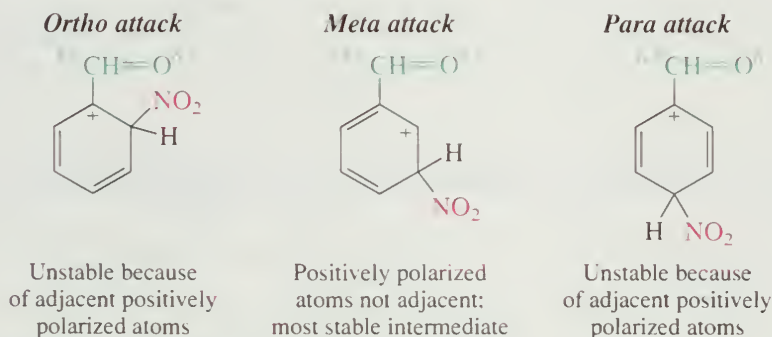 Ortho attack
Meta attack
Para attack
CH=O
CH=O
CH=O
NO₂
+
H
+
H
NO₂
+
H NO₂
Unstable because
of adjacent positively
polarized atoms
Positively polarized
atoms not adjacent:
most stable intermediate
Unstable because
of adjacent positively
polarized atoms